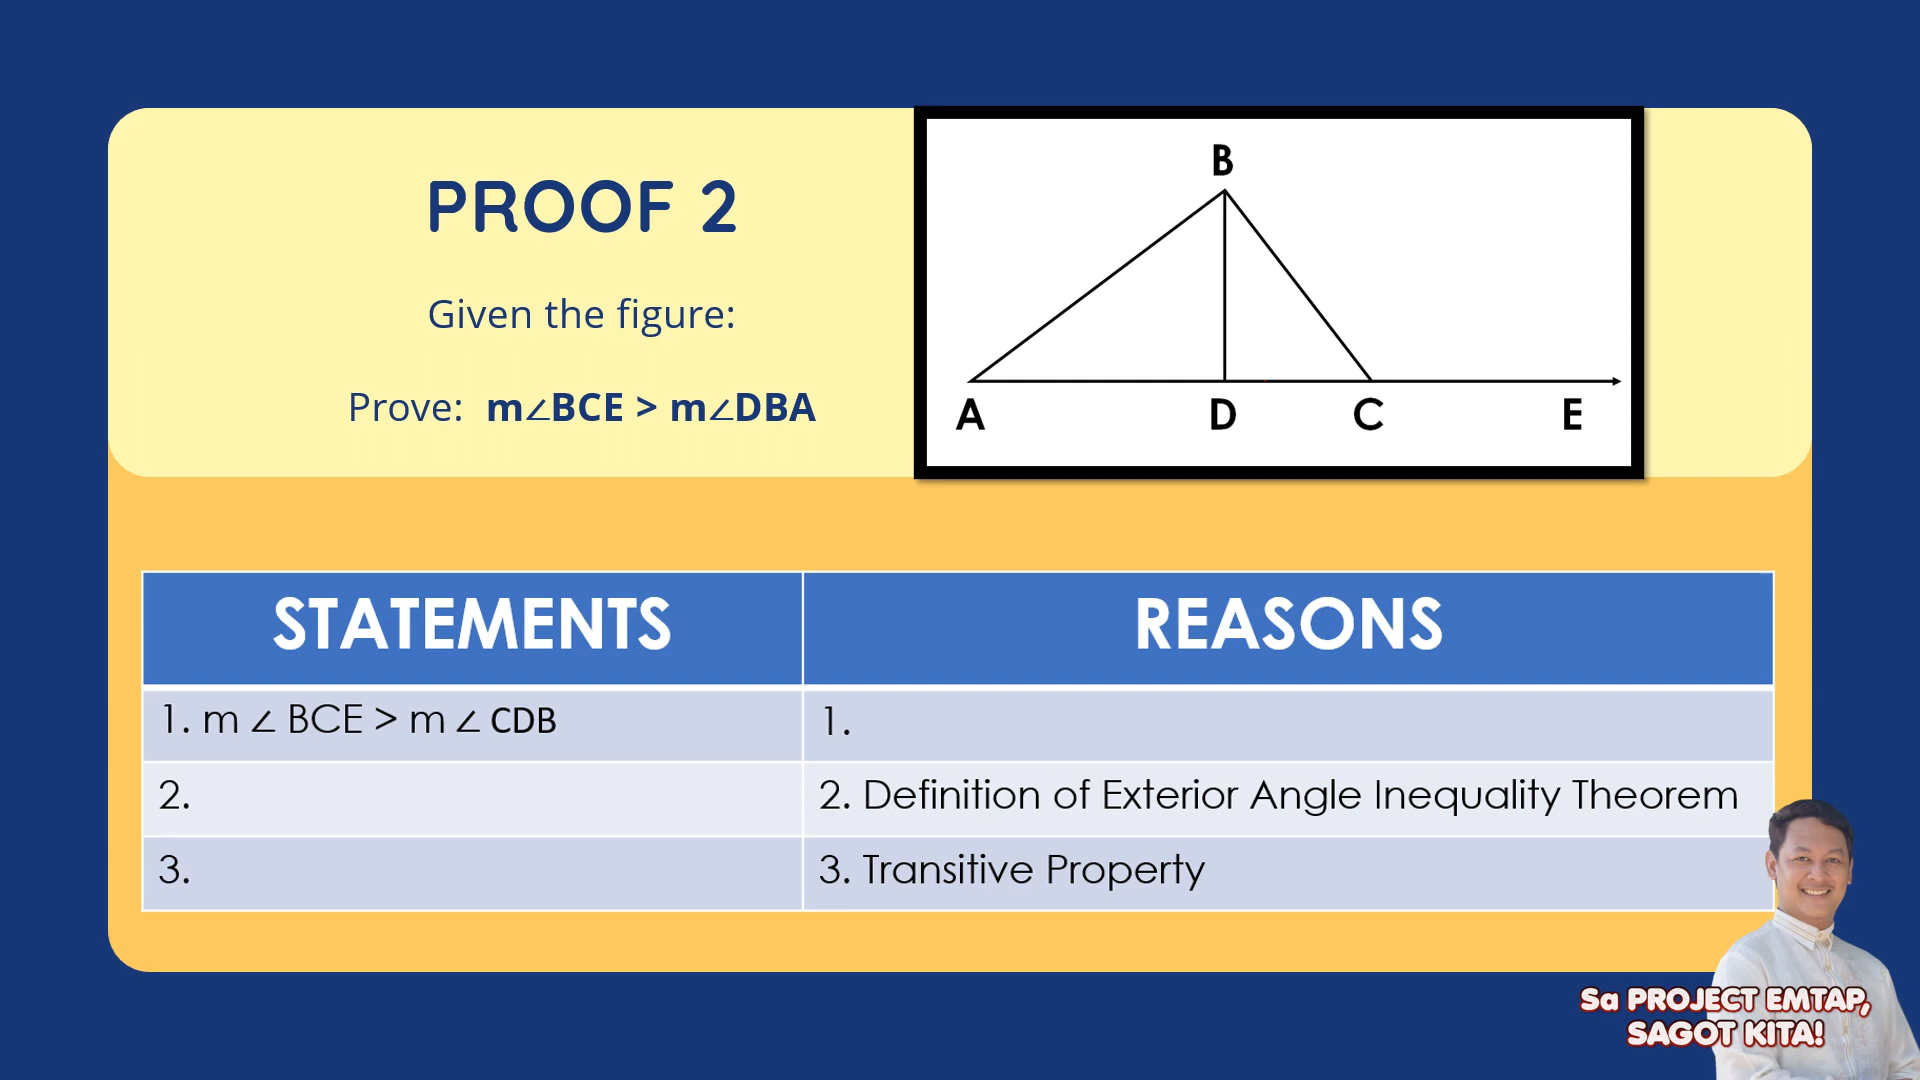 PROOF 2
Given the figure:
Prove: m∠BCE > m∠DBA
B
A
D
C
E
STATEMENTS
REASONS
1. m ∠ BCE > m ∠ CDB
1.
2.
2. Definition of Exterior Angle Inequality Theorem
3.
3. Transitive Property
Sa PROJECT EMTAP,
SAGOT KITA!